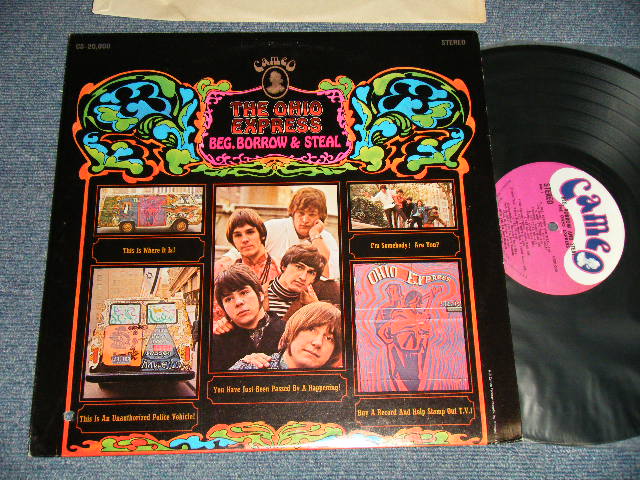 CS-20,000
STEREO
CAMEO
THE OHIO
EXPRESS
BEG, BORROW & STEAL
This Is Where It Is!
I'm Somebody! Are You?
OHIO EXPRESS
This Is An Unauthorized Police Vehicle!
You Have Just Been Passed By A Happening!
Buy A Record And Help Stamp Out T.V.!
Cameo
STEREO